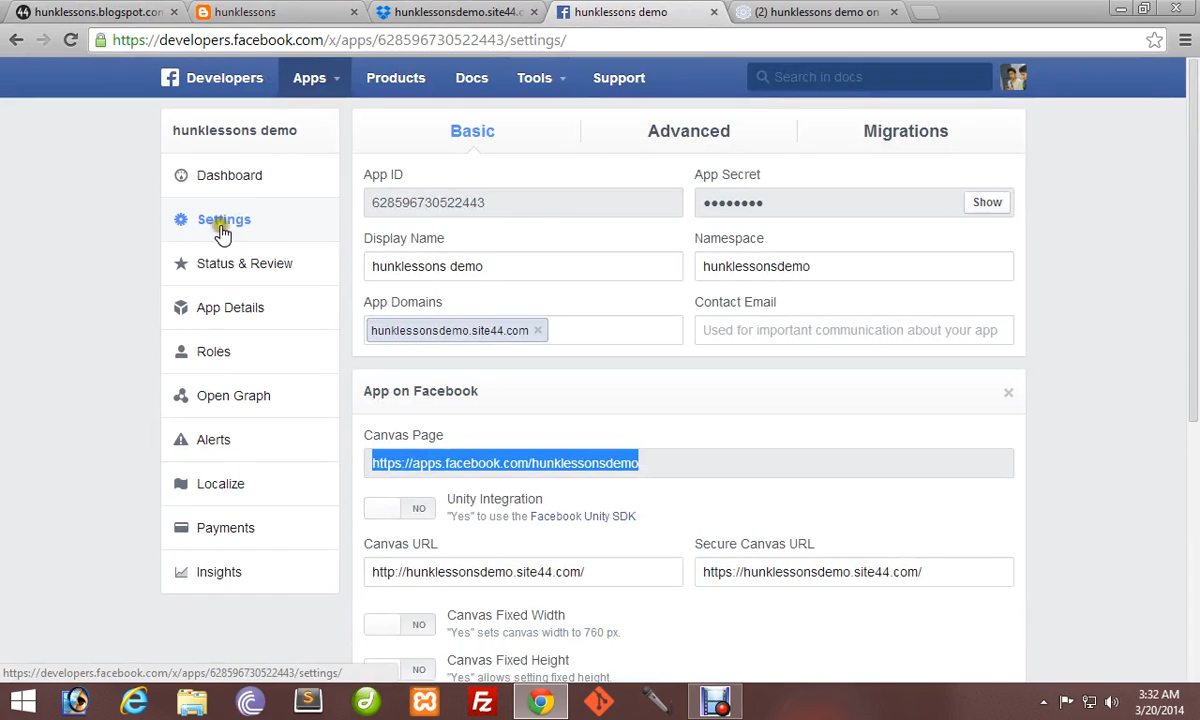 hunklessons.blogspot.con
hunklessons
hunklessonsdemo.site44.c
hunklessons demo
(2) hunklessons demo on
https://developers.facebook.com/x/apps/628596730522443/settings/
Developers
Apps
Products
Docs
Tools
Support
Search in docs
hunklessons demo
Dashboard
Settings
Status & Review
App Details
Roles
Open Graph
Alerts
Localize
Payments
Insights
Basic
Advanced
Migrations
App ID
App Secret
628596730522443
••••••••
Show
Display Name
Namespace
hunklessons demo
hunklessonsdemo
App Domains
Contact Email
hunklessonsdemo.site44.com
Used for important communication about your app
App on Facebook
Canvas Page
https://apps.facebook.com/hunklessonsdemo
Unity Integration
NO
"Yes" to use the Facebook Unity SDK
Canvas URL
Secure Canvas URL
http://hunklessonsdemo.site44.com/
https://hunklessonsdemo.site44.com/
Canvas Fixed Width
NO
"Yes" sets canvas width to 760 px.
Canvas Fixed Height
NO
"Yes" allows setting fixed height.
https://developers.facebook.com/x/apps/628596730522443/settings/
3:32 AM
3/20/2014